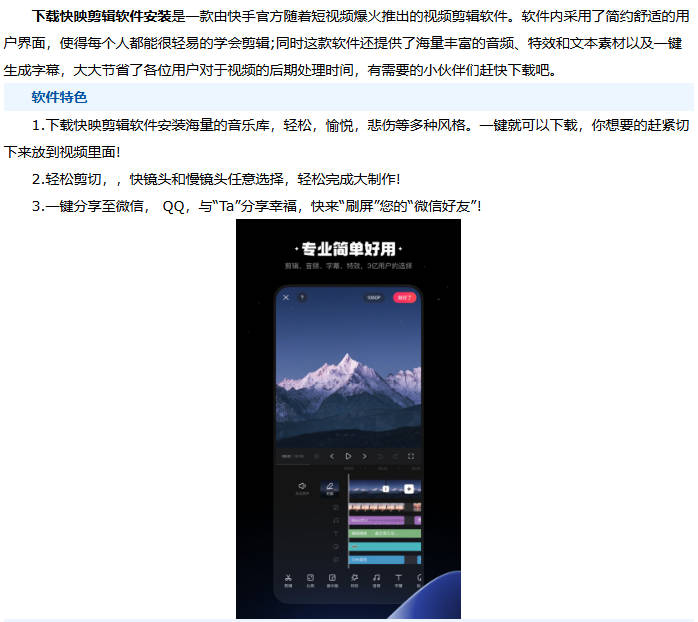 下载快映剪辑软件安装是一款由快手官方随着短视频爆火推出的视频剪辑软件。软件内采用了简约舒适的用
户界面，使得每个人都能很轻易的学会剪辑;同时这款软件还提供了海量丰富的音频、特效和文本素材以及一键
生成字幕，大大节省了各位用户对于视频的后期处理时间，有需要的小伙伴们赶快下载吧。
软件特色
1.下载快映剪辑软件安装海量的音乐库，轻松，愉悦，悲伤等多种风格。一键就可以下载，你想要的赶紧切
下来放到视频里面!
2.轻松剪切，，快镜头和慢镜头任意选择，轻松完成大制作!
3.一键分享至微信， QQ，与“Ta”分享幸福，快来“刷屏”您的“微信好友”!
专业简单好用
剪辑、音频、字幕、特效，3亿用户的选择
1080P